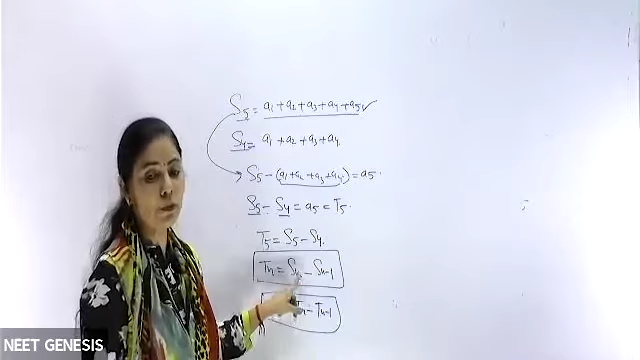 S5 = a1 + a2 + a3 + a4 + a5 ✓
S4 = a1 + a2 + a3 + a4
S5 - (a1 + a2 + a3 + a4) = a5.
S5 - S4 = a5 = T5.
T5 = S5 - S4.
Tn = Sn - Sn-1
Tn - Tn-1
NEET GENESIS